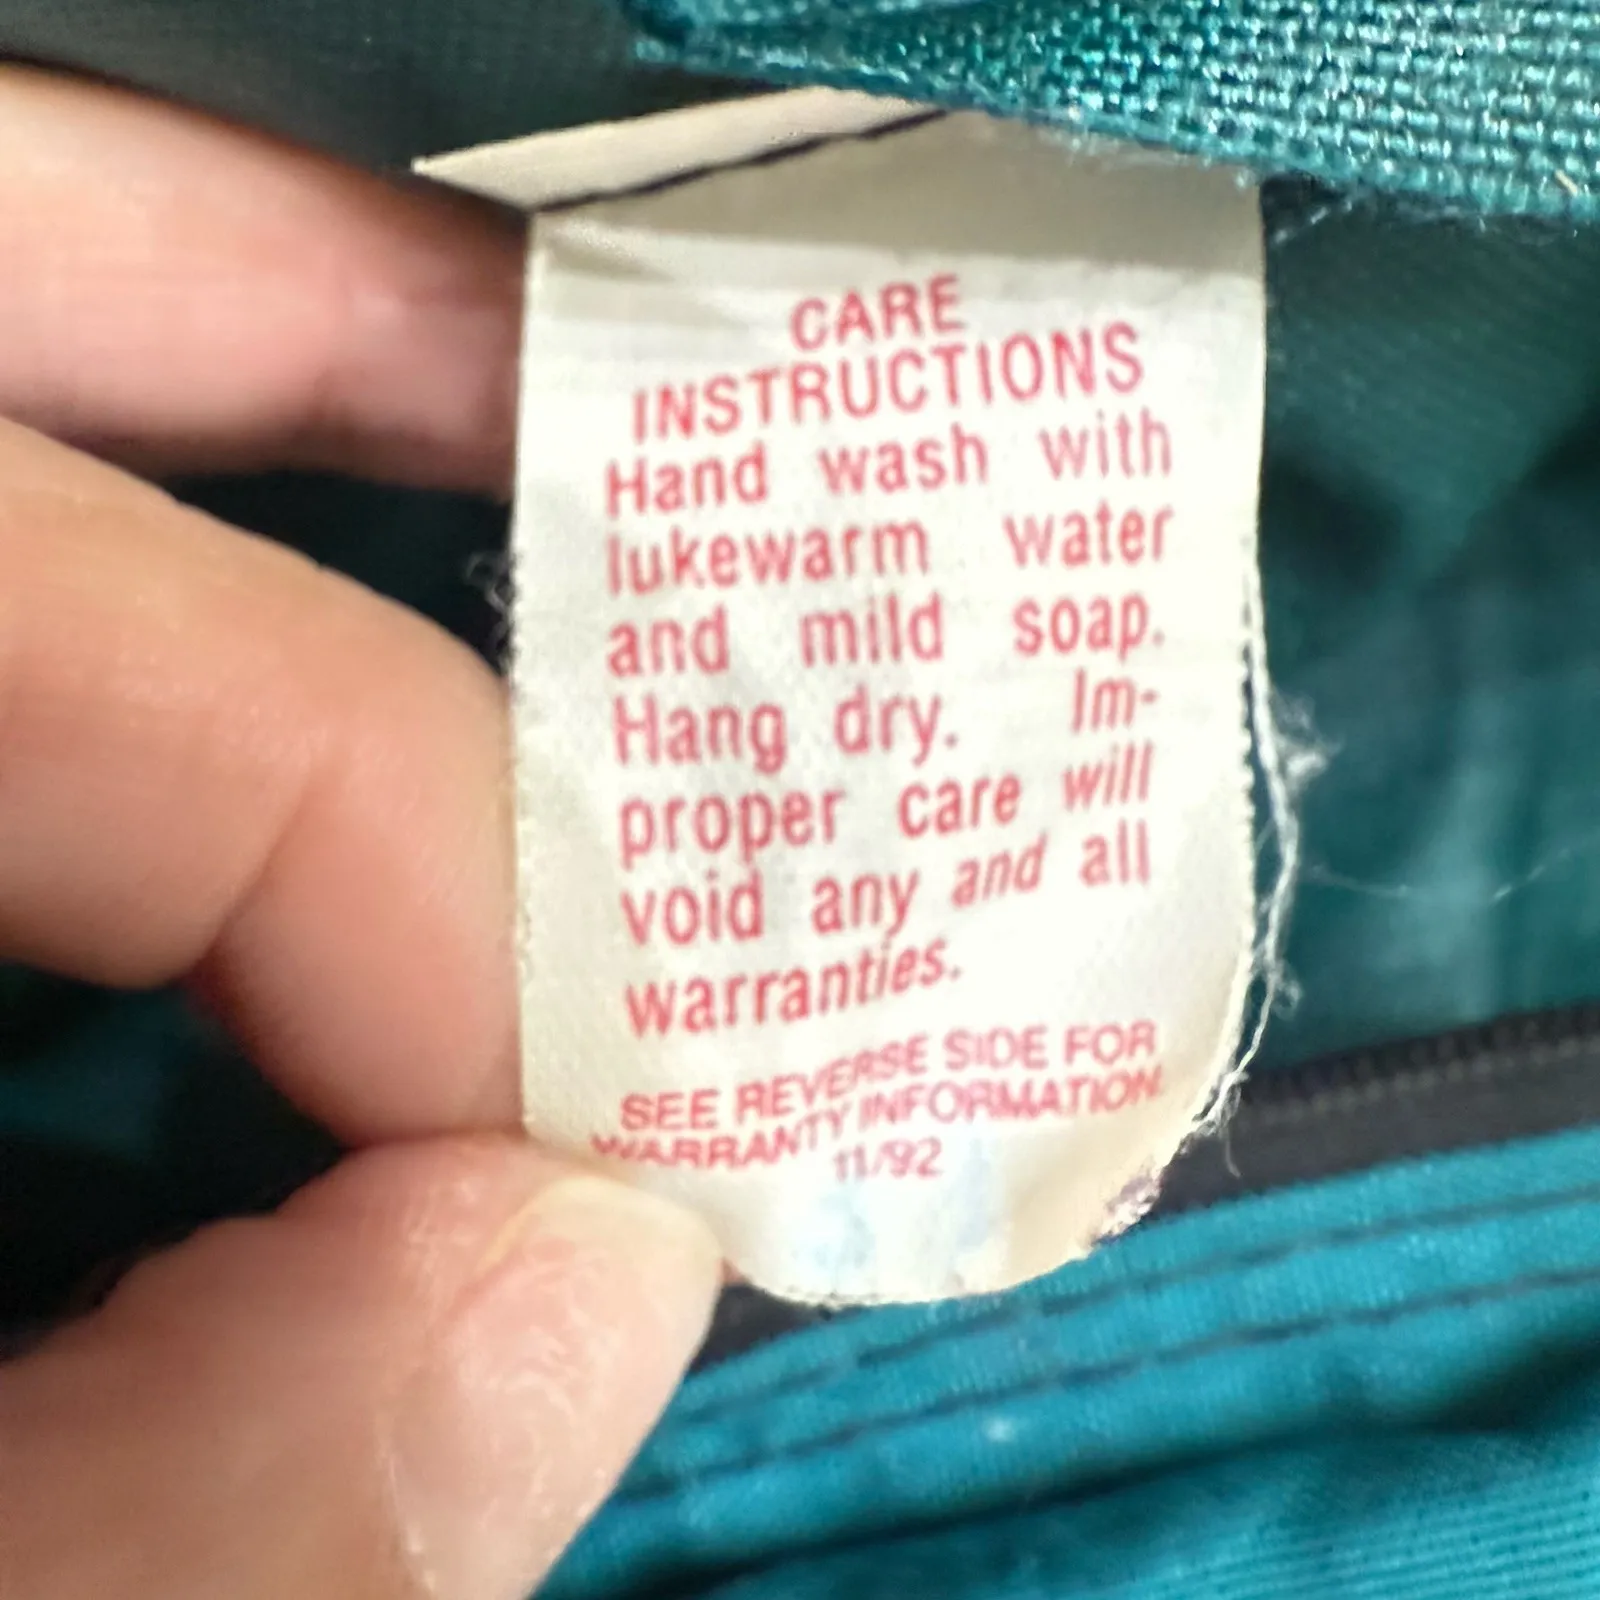 CARE
INSTRUCTIONS
Hand wash with
lukewarm water
and mild soap.
Hang dry. Im-
proper care will
void any and all
warranties.
SEE REVERSE SIDE FOR
WARRANTY INFORMATION.
11/92